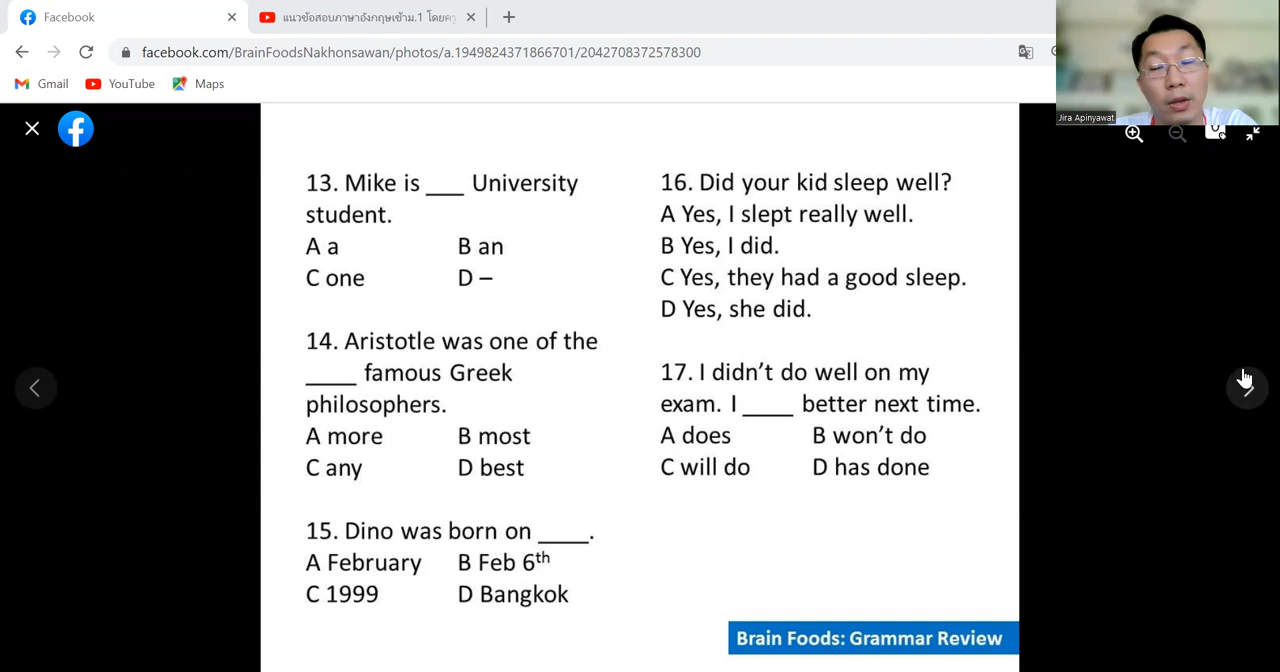 Facebook
แนวข้อสอบภาษาอังกฤษเข้าม.1 โดยคร
facebook.com/BrainFoodsNakhonsawan/photos/a.1949824371866701/2042708372578300
Gmail
YouTube
Maps
Jira Apinyawat
13. Mike is ___ University
student.
A a B an
C one D –
14. Aristotle was one of the
____ famous Greek
philosophers.
A more B most
C any D best
15. Dino was born on ____.
A February B Feb 6th
C 1999 D Bangkok
16. Did your kid sleep well?
A Yes, I slept really well.
B Yes, I did.
C Yes, they had a good sleep.
D Yes, she did.
17. I didn't do well on my
exam. I ____ better next time.
A does B won't do
C will do D has done
Brain Foods: Grammar Review